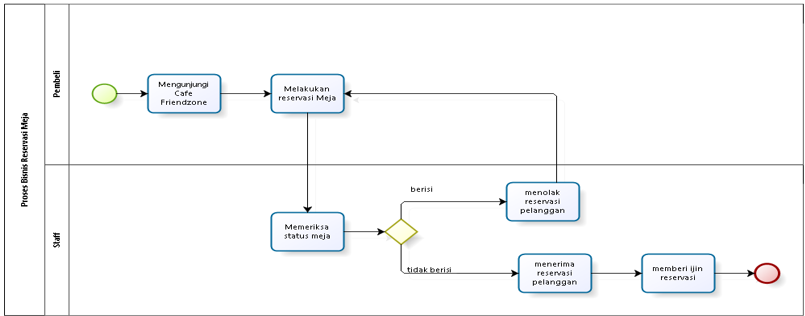 Proses Bisnis Reservasi Meja
Pembeli
Mengunjungi
Cafe
Friendzone
Melakukan
reservasi Meja
Staff
Memeriksa
status meja
berisi
menolak
reservasi
pelanggan
tidak berisi
menerima
reservasi
pelanggan
memberi ijin
reservasi